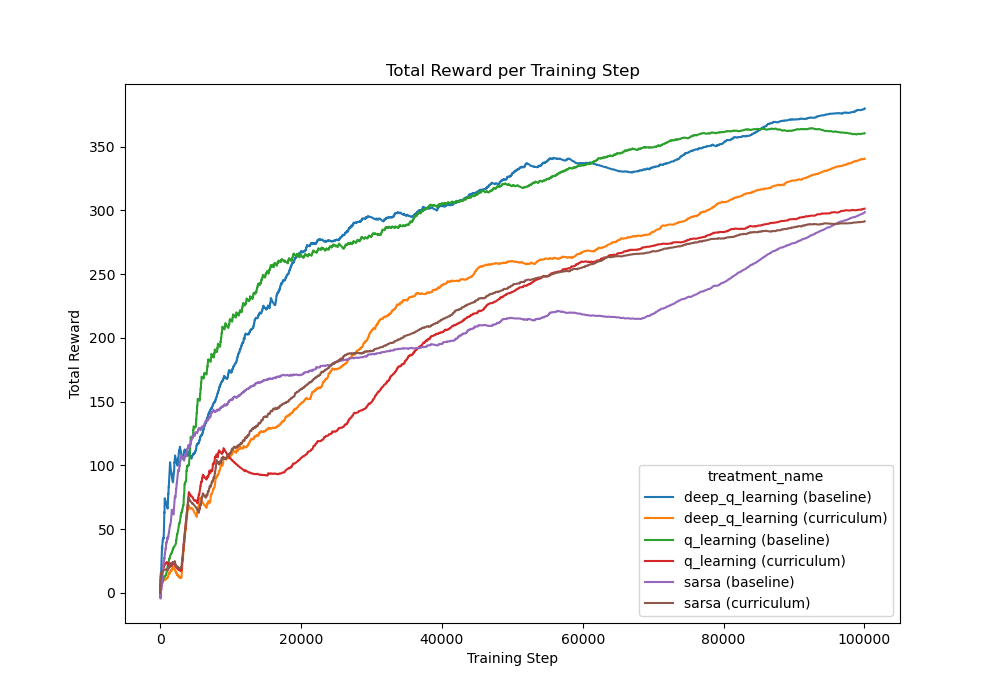 Total Reward per Training Step
Total Reward
350
300
250
200
150
100
50
0
0 20000 40000 60000 80000 100000
Training Step
treatment_name
deep_q_learning (baseline)
deep_q_learning (curriculum)
q_learning (baseline)
q_learning (curriculum)
sarsa (baseline)
sarsa (curriculum)